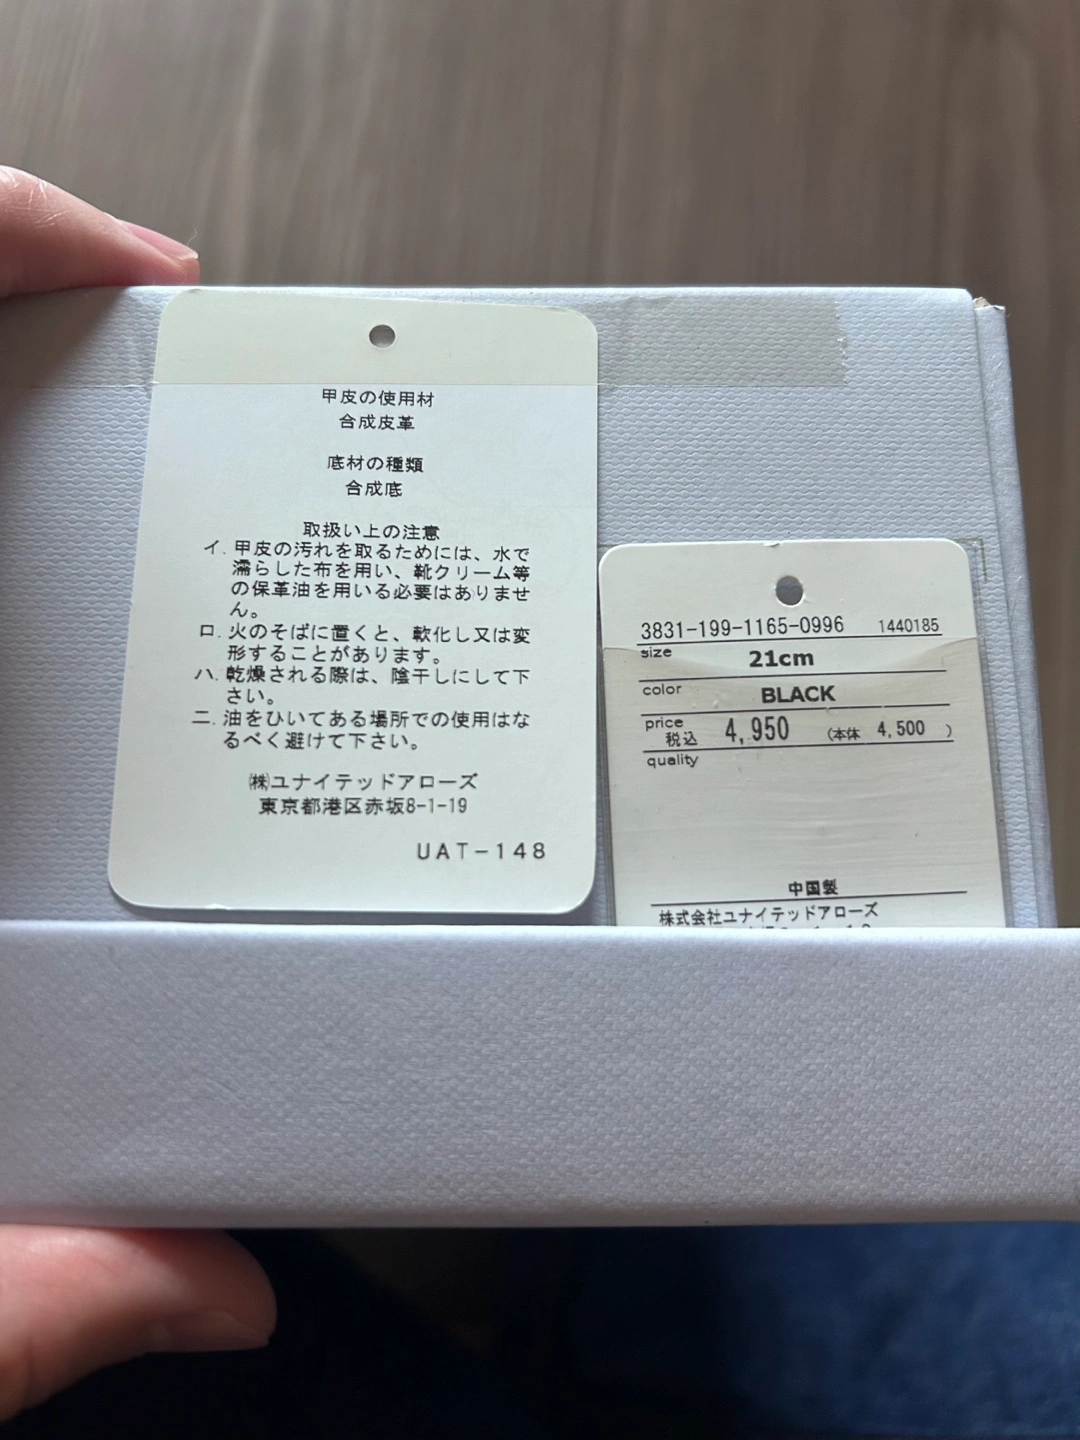 甲皮の使用材
合成皮革
底材の種類
合成底
取扱い上の注意
イ. 甲皮の汚れを取るためには、水で
濡らした布を用い、靴クリーム等
の保革油を用いる必要はありませ
ん。
ロ. 火のそばに置くと、軟化し又は変
形することがあります。
ハ. 乾燥される際は、陰干しにして下
さい。
ニ. 油をひいてある場所での使用はな
るべく避けて下さい。
㈱ユナイテッドアローズ
東京都港区赤坂8-1-19
UAT-148
3831-199-1165-0996 1440185
size 21cm
color BLACK
price 税込 4,950 (本体 4,500 )
quality
中国製
株式会社ユナイテッドアローズ